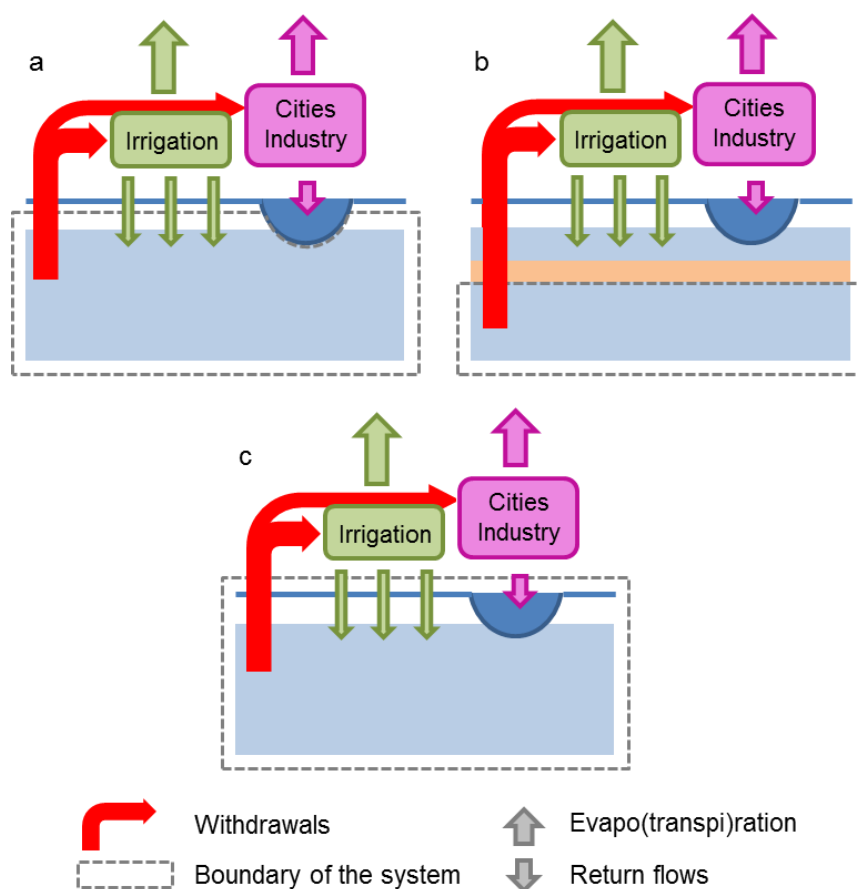 a
Irrigation
Cities
Industry
b
Irrigation
Cities
Industry
c
Irrigation
Cities
Industry
Withdrawals
Evapo(transpi)ration
Boundary of the system
Return flows